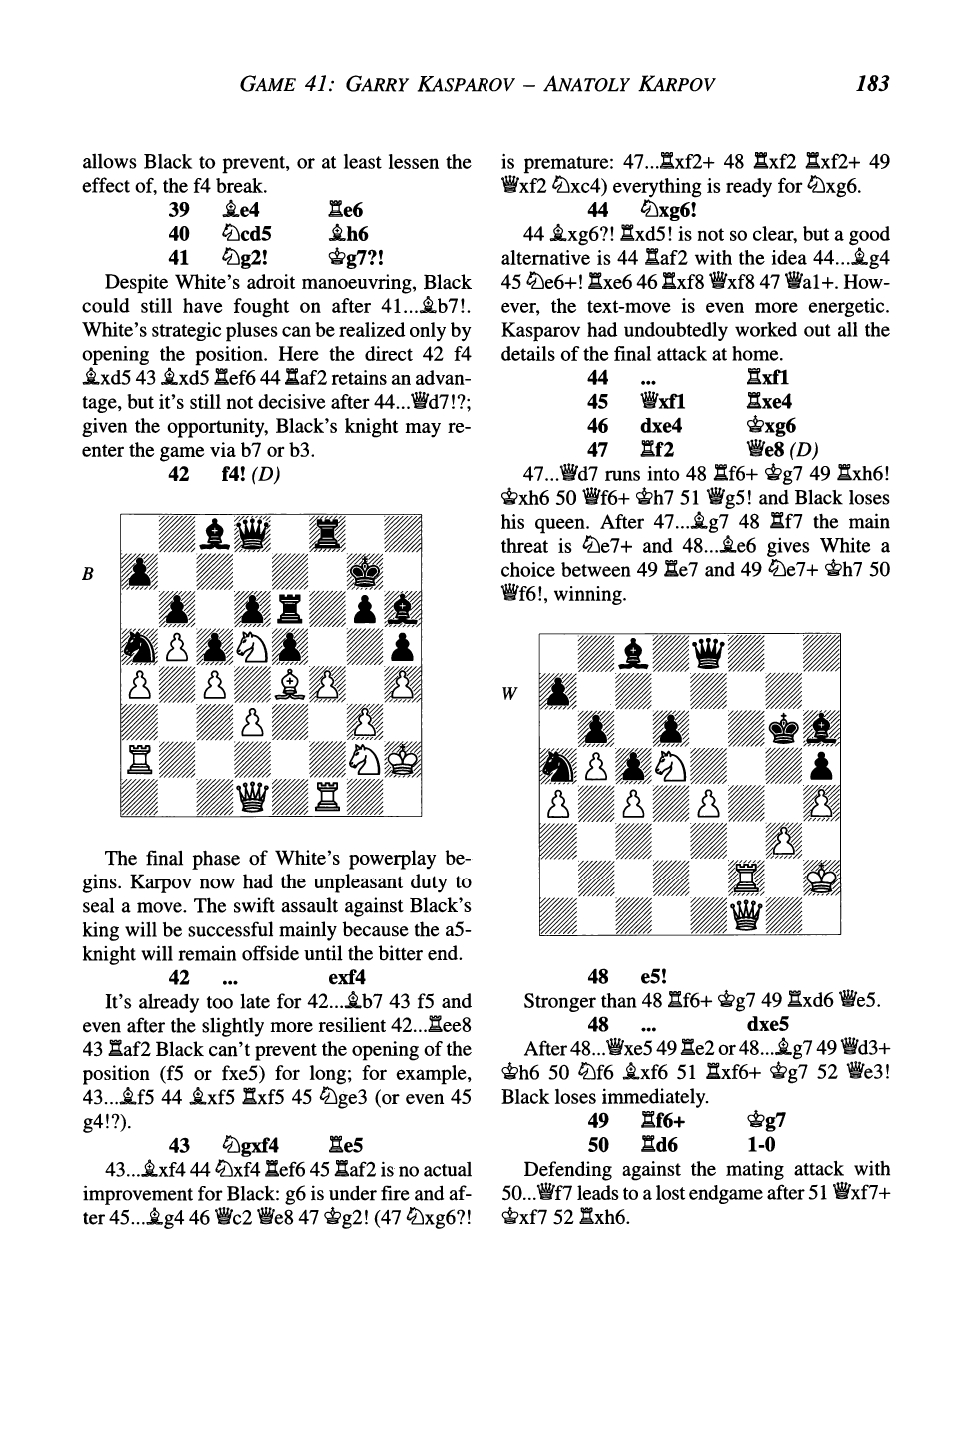 GAME 41: GARRY KASPAROV – ANATOLY KARPOV 183
allows Black to prevent, or at least lessen the
effect of, the f4 break.
39 ♗e4 ♖e6
40 ♘cd5 ♗h6
41 ♘g2! ♔g7?!
Despite White's adroit manoeuvring, Black
could still have fought on after 41...♗b7!.
White's strategic pluses can be realized only by
opening the position. Here the direct 42 f4
♗xd5 43 ♗xd5 ♖ef6 44 ♖af2 retains an advan-
tage, but it's still not decisive after 44...♕d7!?;
given the opportunity, Black's knight may re-
enter the game via b7 or b3.
42 f4! (D)
B
The final phase of White's powerplay be-
gins. Karpov now had the unpleasant duty to
seal a move. The swift assault against Black's
king will be successful mainly because the a5-
knight will remain offside until the bitter end.
42 ... exf4
It's already too late for 42...♗b7 43 f5 and
even after the slightly more resilient 42...♖ee8
43 ♖af2 Black can't prevent the opening of the
position (f5 or fxe5) for long; for example,
43...♗f5 44 ♗xf5 ♖xf5 45 ♘ge3 (or even 45
g4!?).
43 ♘gxf4 ♖e5
43...♗xf4 44 ♘xf4 ♖ef6 45 ♖af2 is no actual
improvement for Black: g6 is under fire and af-
ter 45...♗g4 46 ♕c2 ♕e8 47 ♔g2! (47 ♘xg6?!
is premature: 47...♖xf2+ 48 ♖xf2 ♖xf2+ 49
♕xf2 ♘xc4) everything is ready for ♘xg6.
44 ♘xg6!
44 ♗xg6?! ♖xd5! is not so clear, but a good
alternative is 44 ♖af2 with the idea 44...♗g4
45 ♘e6+! ♖xe6 46 ♖xf8 ♕xf8 47 ♕a1+. How-
ever, the text-move is even more energetic.
Kasparov had undoubtedly worked out all the
details of the final attack at home.
44 ... ♖xf1
45 ♕xf1 ♖xe4
46 dxe4 ♔xg6
47 ♖f2 ♕e8 (D)
47...♕d7 runs into 48 ♖f6+ ♔g7 49 ♖xh6!
♔xh6 50 ♕f6+ ♔h7 51 ♕g5! and Black loses
his queen. After 47...♗g7 48 ♖f7 the main
threat is ♘e7+ and 48...♗e6 gives White a
choice between 49 ♖e7 and 49 ♘e7+ ♔h7 50
♕f6!, winning.
W
48 e5!
Stronger than 48 ♖f6+ ♔g7 49 ♖xd6 ♕e5.
48 ... dxe5
After 48...♕xe5 49 ♖e2 or 48...♗g7 49 ♕d3+
♔h6 50 ♘f6 ♗xf6 51 ♖xf6+ ♔g7 52 ♕e3!
Black loses immediately.
49 ♖f6+ ♔g7
50 ♖d6 1-0
Defending against the mating attack with
50...♕f7 leads to a lost endgame after 51 ♕xf7+
♔xf7 52 ♖xh6.